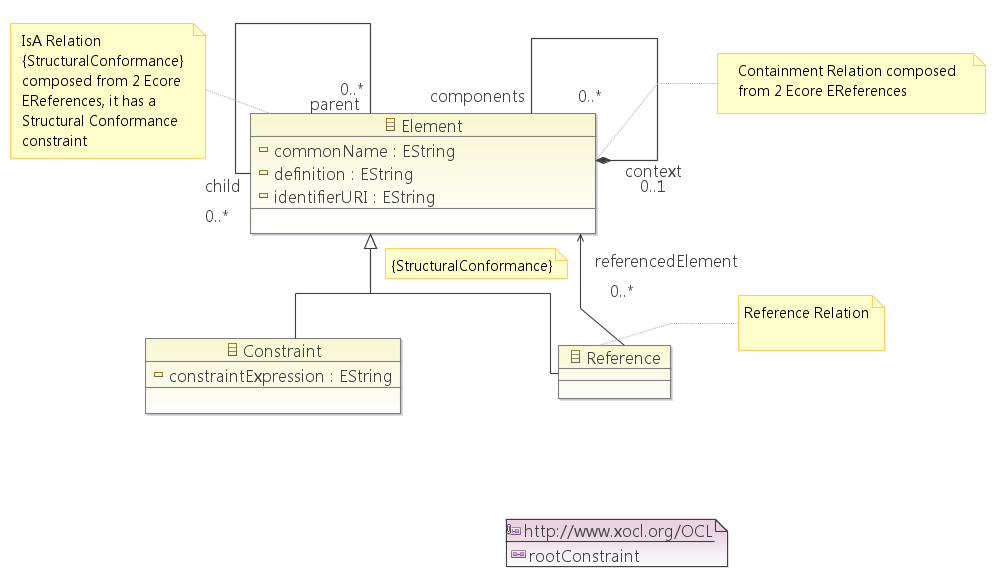 IsA Relation
{StructuralConformance}
composed from 2 Ecore
EReferences, it has a
Structural Conformance
constraint
0..*
parent
components
0..*
Containment Relation composed
from 2 Ecore EReferences
Element
commonName : EString
definition : EString
identifierURI : EString
child
0..*
context
0..1
{StructuralConformance}
referencedElement
0..*
Reference Relation
Constraint
constraintExpression : EString
Reference
http://www.xocl.org/OCL
rootConstraint